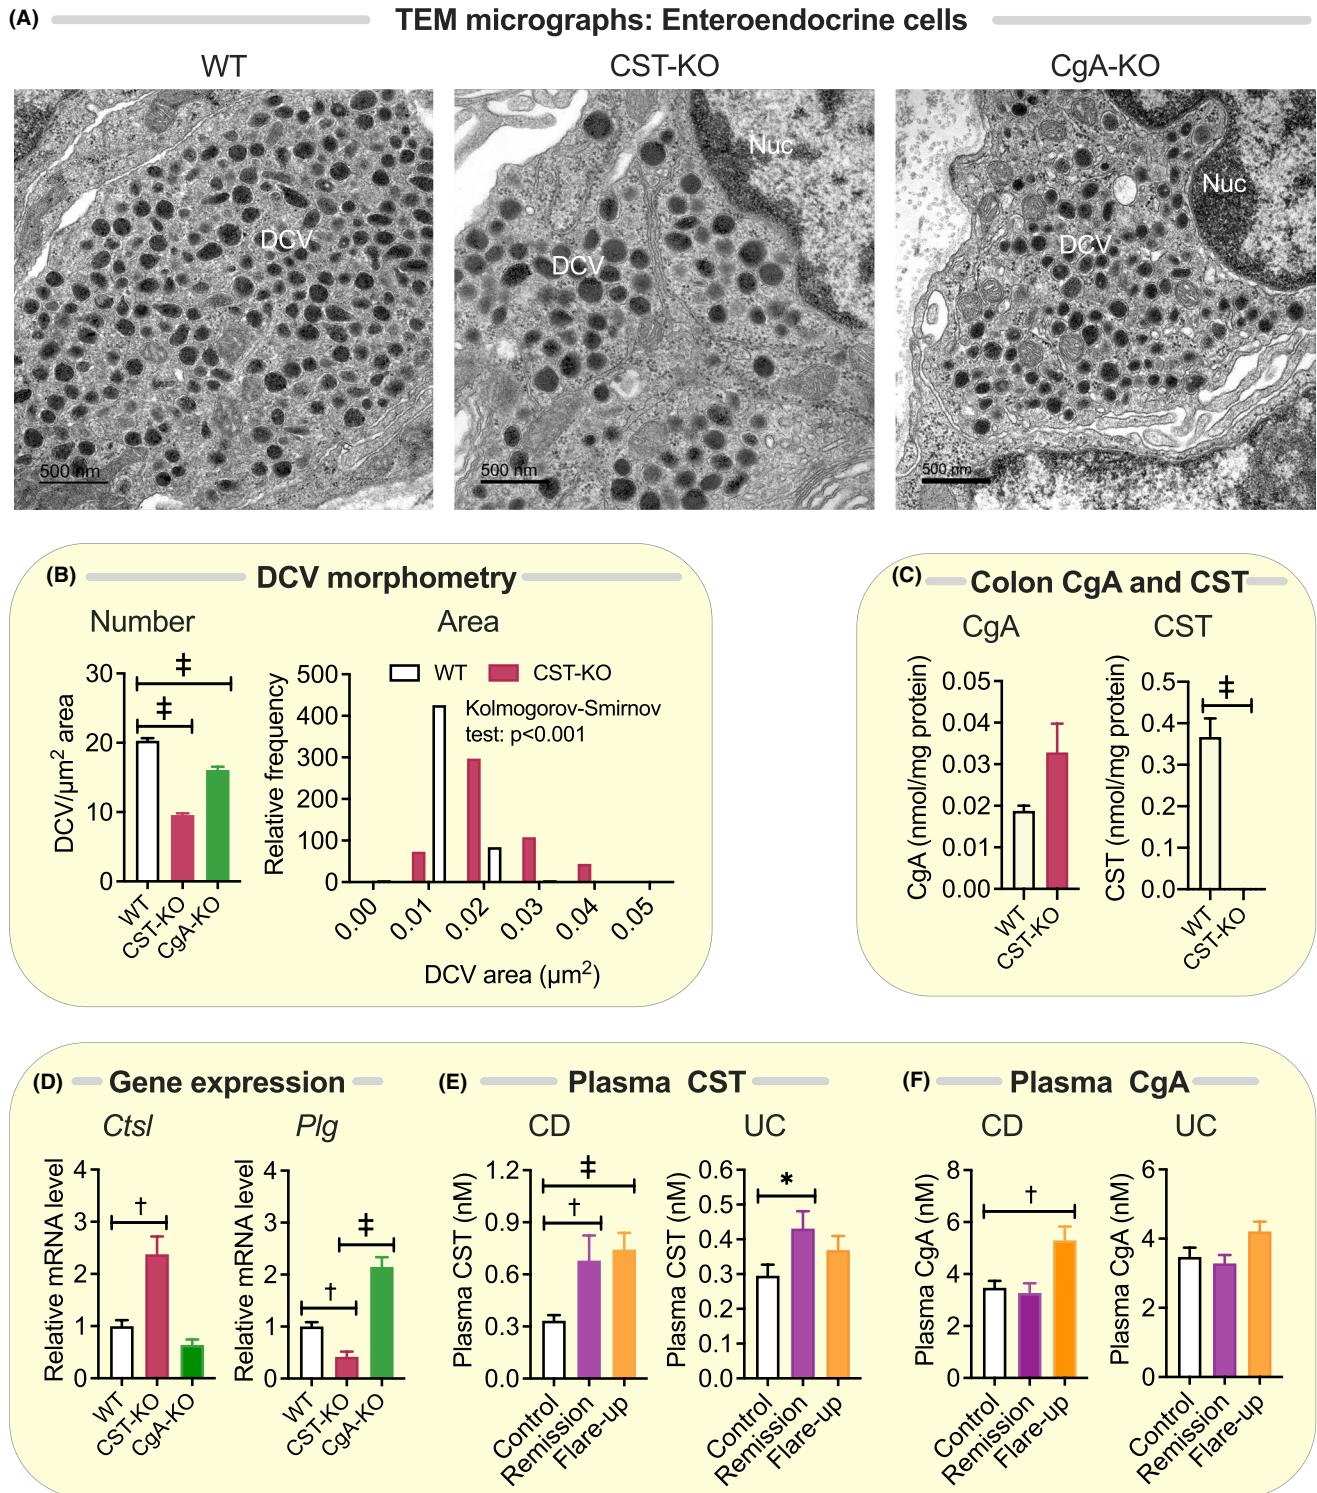 (A) TEM micrographs: Enteroendocrine cells
WT CST-KO CgA-KO
DCV
500 nm
Nuc
DCV
500 nm
Nuc
DCV
500 nm
(B) DCV morphometry
Number Area
DCV/µm² area
30
20
10
0
‡
‡
WT
CST-KO
CgA-KO
Relative frequency
500
400
300
200
100
0
WT CST-KO
Kolmogorov-Smirnov
test: p<0.001
0.00 0.01 0.02 0.03 0.04 0.05
DCV area (µm²)
(C) Colon CgA and CST
CgA CST
CgA (nmol/mg protein)
0.05
0.04
0.03
0.02
0.01
0.00
WT
CST-KO
CST (nmol/mg protein)
0.5
0.4
0.3
0.2
0.1
0.0
‡
WT
CST-KO
(D) Gene expression
Ctsl Plg
Relative mRNA level
4
3
2
1
0
†
WT
CST-KO
CgA-KO
Relative mRNA level
4
3
2
1
0
†
‡
WT
CST-KO
CgA-KO
(E) Plasma CST
CD UC
Plasma CST (nM)
1.2
0.9
0.6
0.3
0.0
‡
†
Control
Remission
Flare-up
Plasma CST (nM)
0.6
0.5
0.4
0.3
0.2
0.1
0.0
*
Control
Remission
Flare-up
(F) Plasma CgA
CD UC
Plasma CgA (nM)
8
6
4
2
0
†
Control
Remission
Flare-up
Plasma CgA (nM)
6
4
2
0
Control
Remission
Flare-up